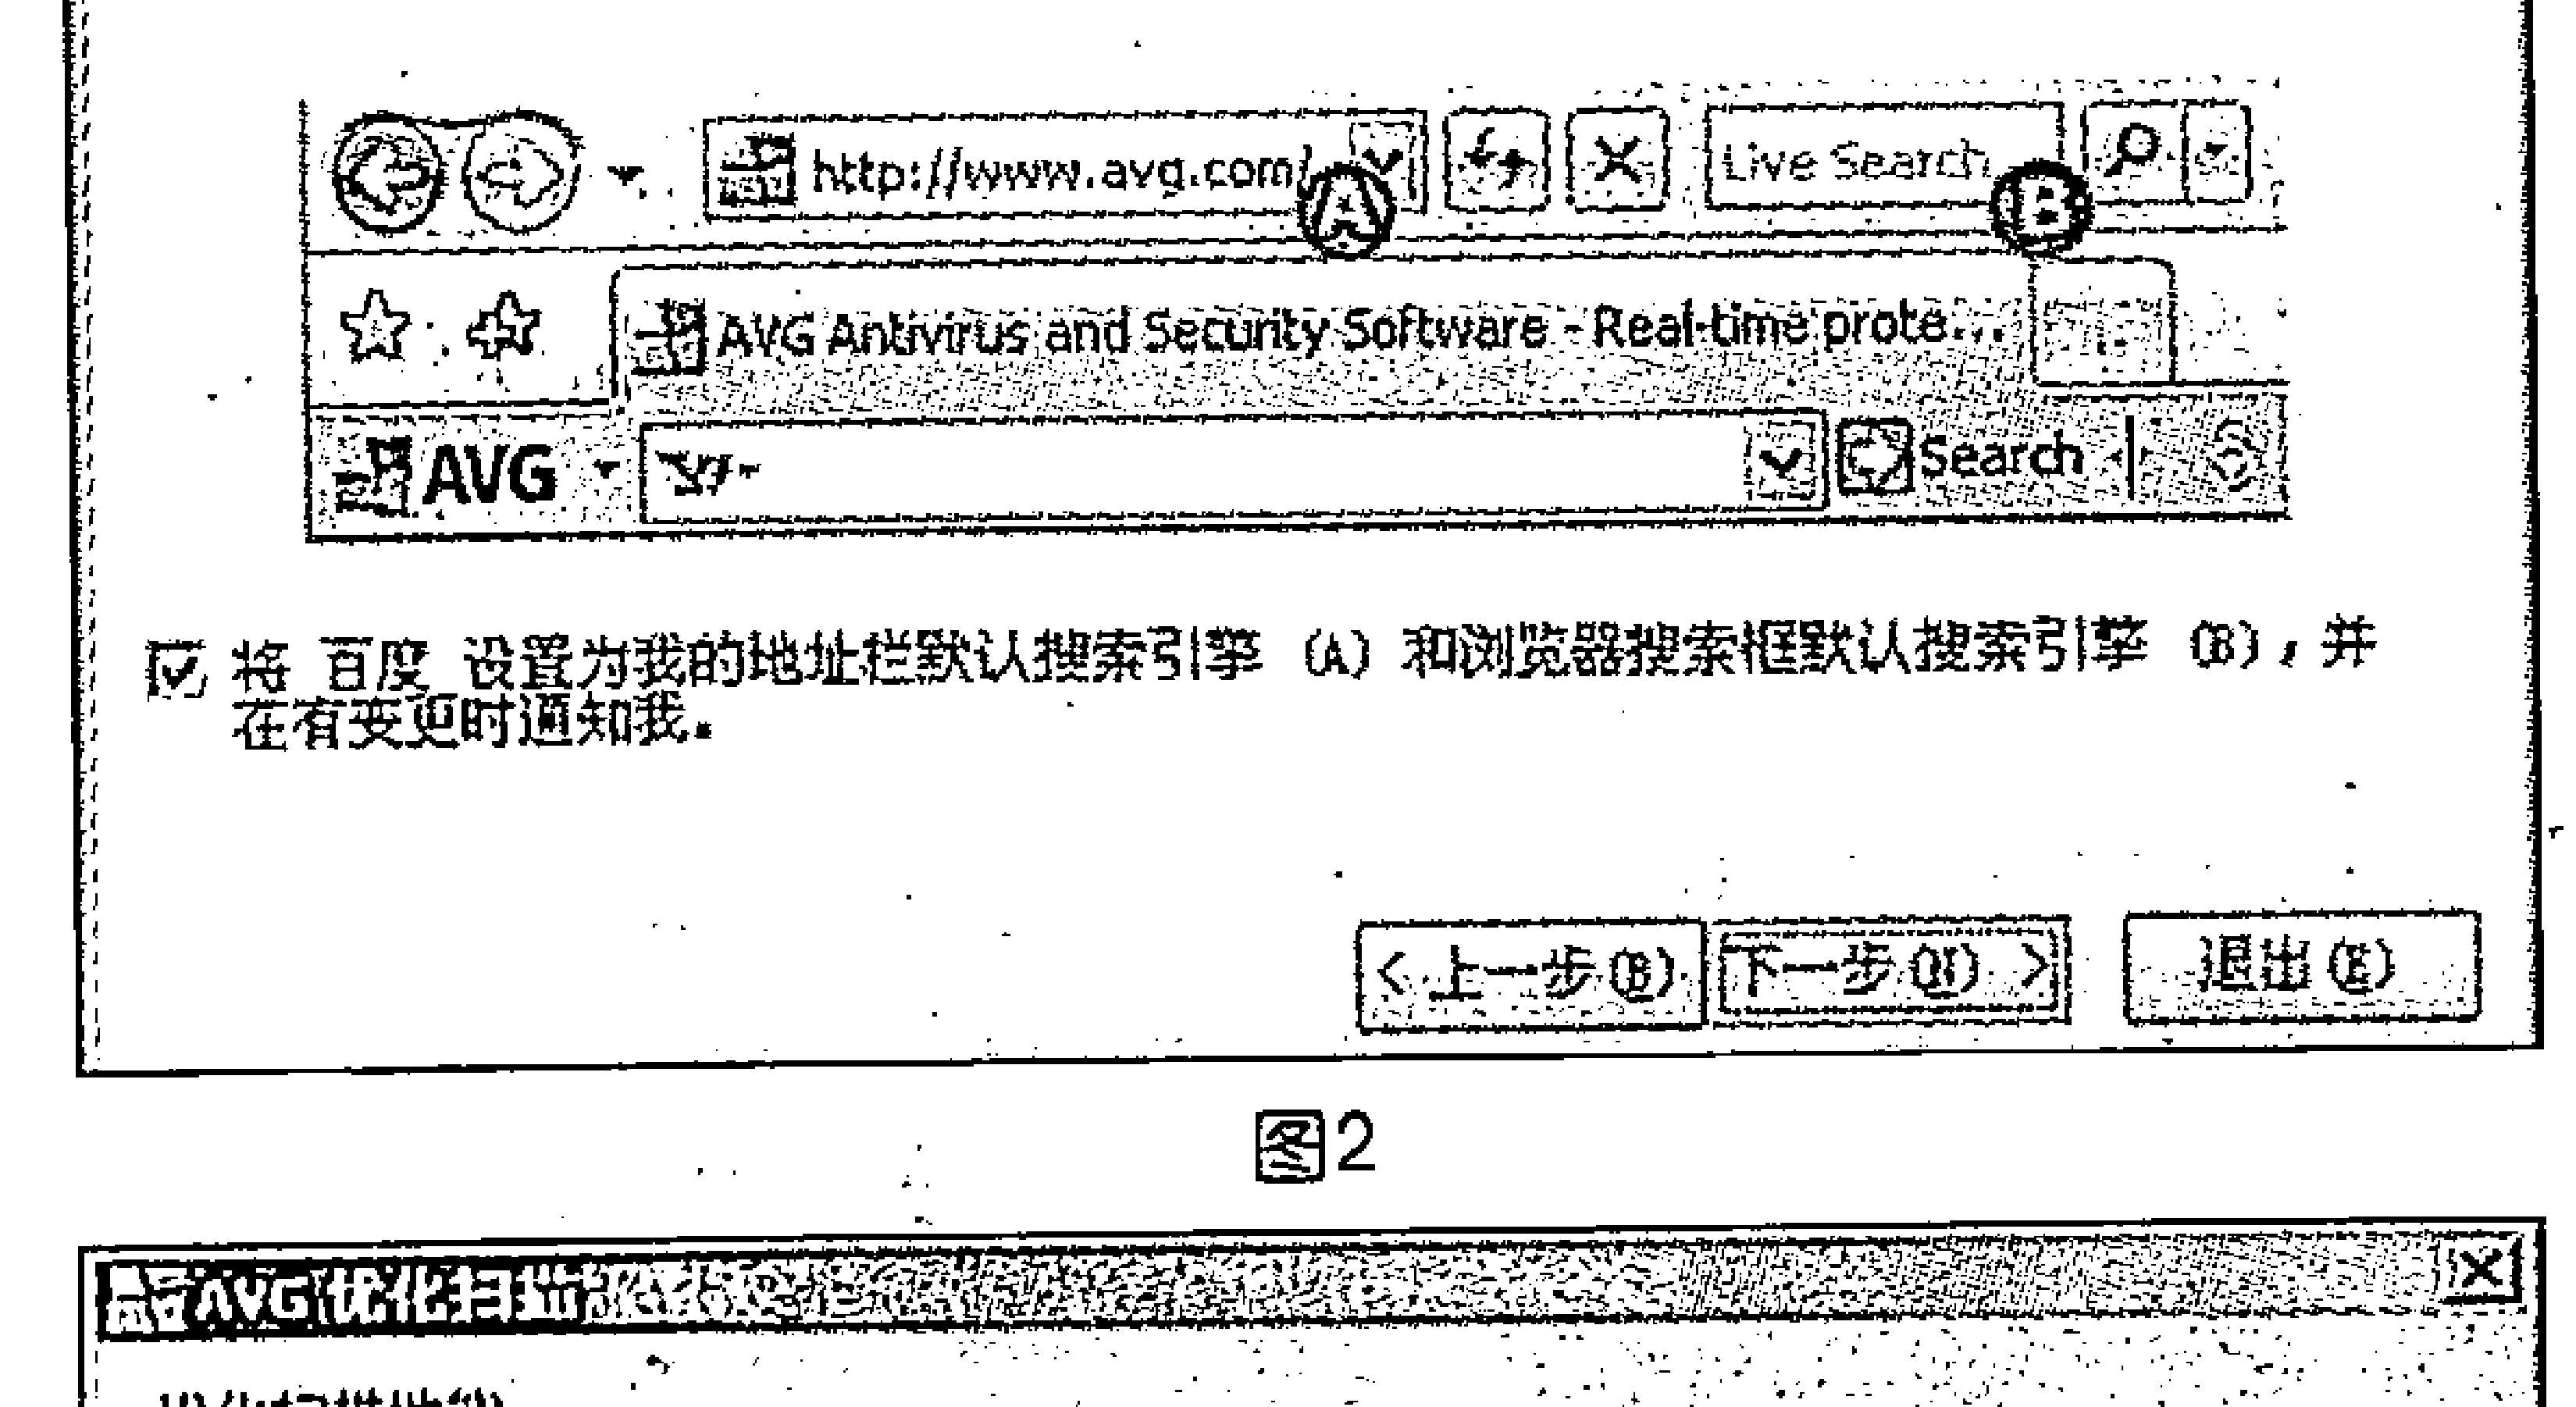 http://www.avg.com/
A
Live Search
B
AVG Antivirus and Security Software - Real-time prote...
AVG
Search
将 百度 设置为我的地址栏默认搜索引擎 (A) 和浏览器搜索框默认搜索引擎 (B)，并
在有变更时通知我。
< 上一步(B)
下一步(N) >
退出(E)
图2
AVG 优化扫描